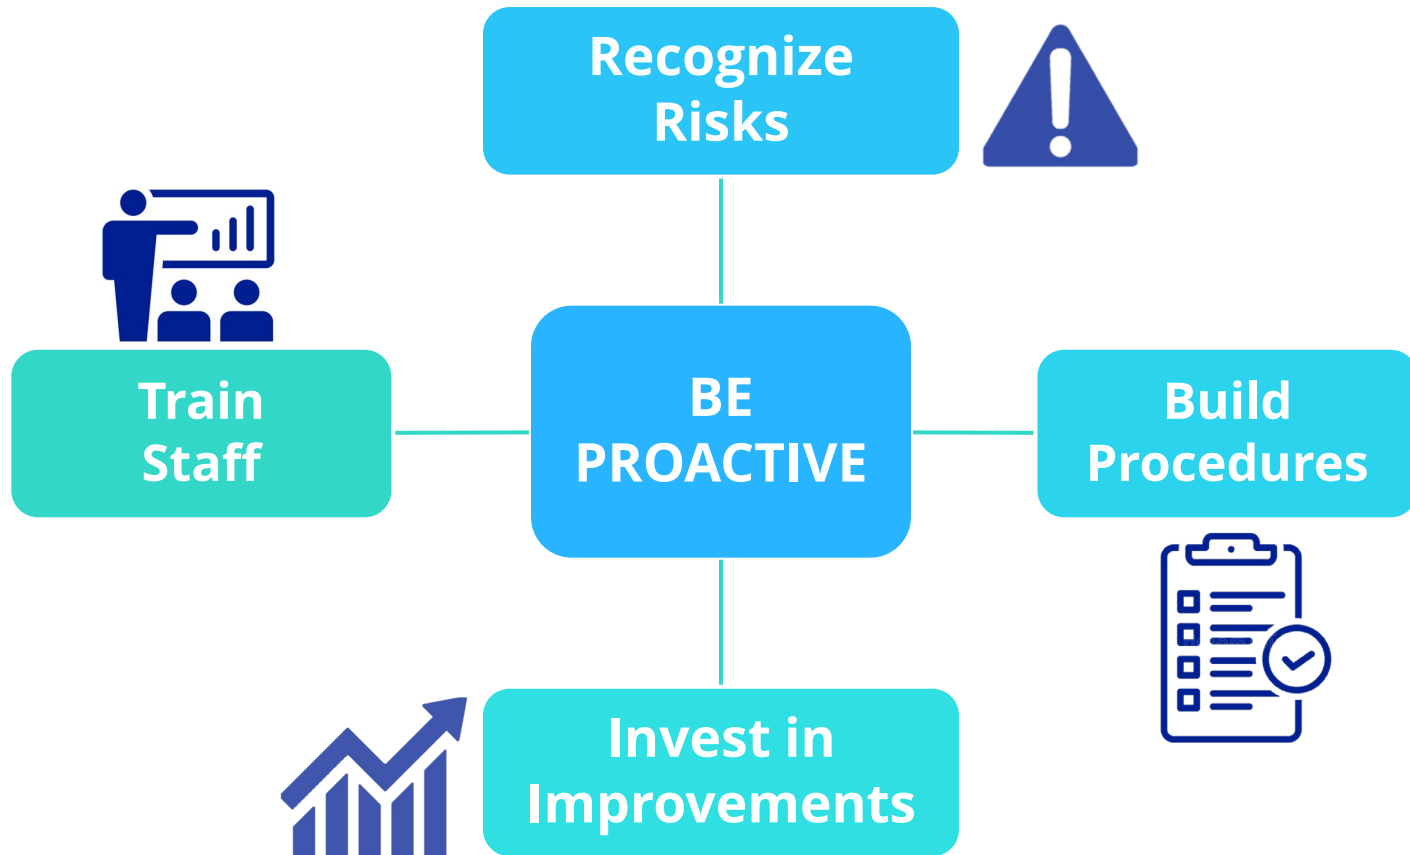 Recognize
Risks
Train
Staff
BE
PROACTIVE
Build
Procedures
Invest in
Improvements